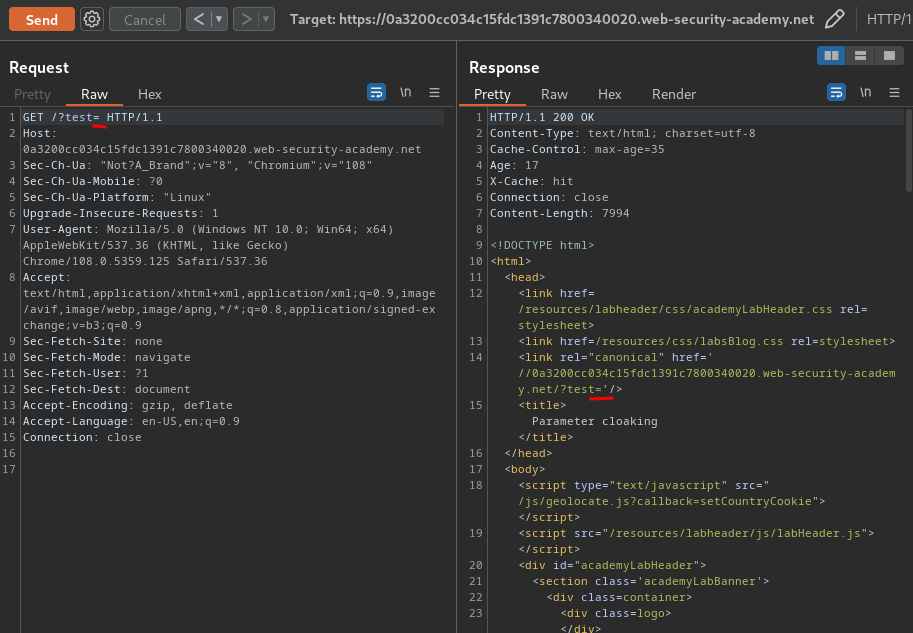 Send Cancel < ▼ > ▼ Target: https://0a3200cc034c15fdc1391c7800340020.web-security-academy.net HTTP/1
Request
Pretty Raw Hex \n
1 GET /?test= HTTP/1.1
2 Host:
0a3200cc034c15fdc1391c7800340020.web-security-academy.net
3 Sec-Ch-Ua: "Not?A_Brand";v="8", "Chromium";v="108"
4 Sec-Ch-Ua-Mobile: ?0
5 Sec-Ch-Ua-Platform: "Linux"
6 Upgrade-Insecure-Requests: 1
7 User-Agent: Mozilla/5.0 (Windows NT 10.0; Win64; x64)
AppleWebKit/537.36 (KHTML, like Gecko)
Chrome/108.0.5359.125 Safari/537.36
8 Accept:
text/html,application/xhtml+xml,application/xml;q=0.9,image
/avif,image/webp,image/apng,*/*;q=0.8,application/signed-ex
change;v=b3;q=0.9
9 Sec-Fetch-Site: none
10 Sec-Fetch-Mode: navigate
11 Sec-Fetch-User: ?1
12 Sec-Fetch-Dest: document
13 Accept-Encoding: gzip, deflate
14 Accept-Language: en-US,en;q=0.9
15 Connection: close
16
17
Response
Pretty Raw Hex Render \n
1 HTTP/1.1 200 OK
2 Content-Type: text/html; charset=utf-8
3 Cache-Control: max-age=35
4 Age: 17
5 X-Cache: hit
6 Connection: close
7 Content-Length: 7994
8
9 <!DOCTYPE html>
10 <html>
11 <head>
12 <link href=
/resources/labheader/css/academyLabHeader.css rel=
stylesheet>
13 <link href=/resources/css/labsBlog.css rel=stylesheet>
14 <link rel="canonical" href='
//0a3200cc034c15fdc1391c7800340020.web-security-academ
y.net/?test='/>
15 <title>
Parameter cloaking
</title>
16 </head>
17 <body>
18 <script type="text/javascript" src="
/js/geolocate.js?callback=setCountryCookie">
</script>
19 <script src="/resources/labheader/js/labHeader.js">
</script>
20 <div id="academyLabHeader">
21 <section class='academyLabBanner'>
22 <div class=container>
23 <div class=logo>
</div>